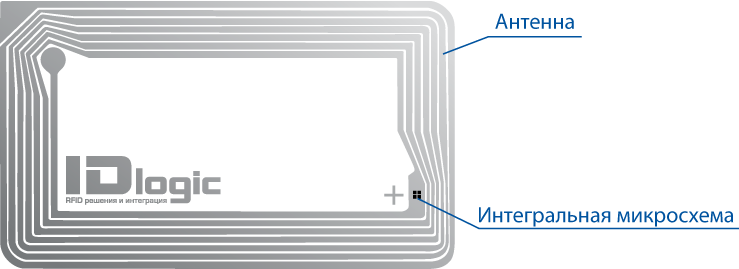 Антенна
IDlogic
RFID решения и интеграция
Интегральная микросхема